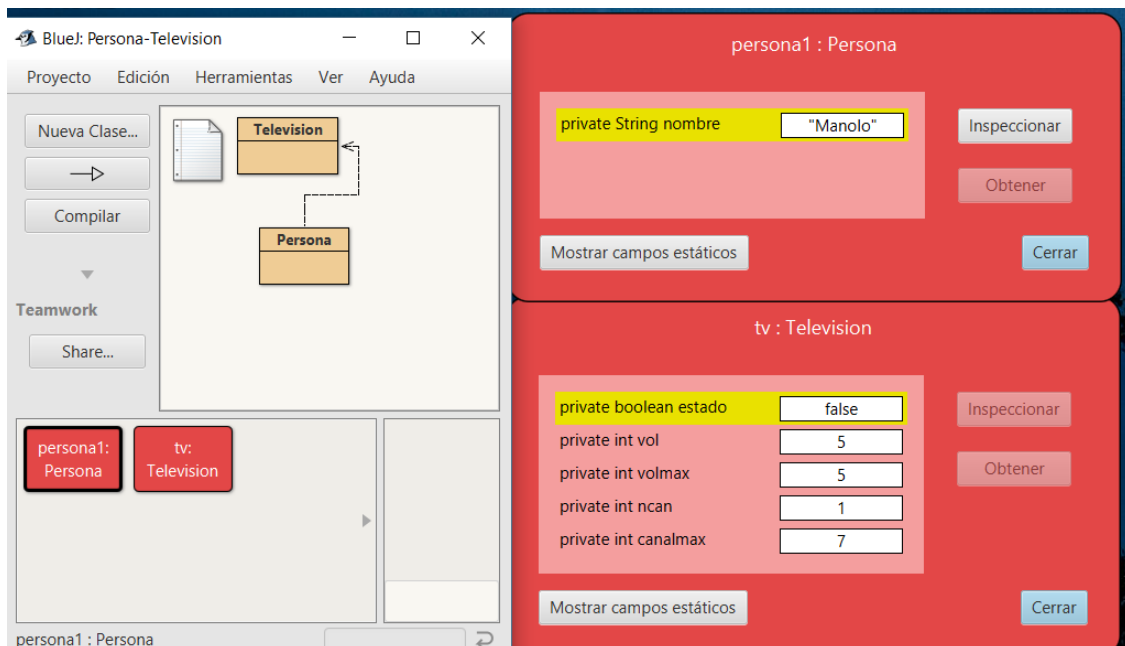 BlueJ: Persona-Television
Proyecto Edición Herramientas Ver Ayuda
Nueva Clase...
Compilar
Teamwork
Share...
Television
Persona
persona1:
Persona
tv:
Television
persona1 : Persona
persona1 : Persona
private String nombre "Manolo"
Inspeccionar
Obtener
Mostrar campos estáticos
Cerrar
tv : Television
private boolean estado false
private int vol 5
private int volmax 5
private int ncan 1
private int canalmax 7
Inspeccionar
Obtener
Mostrar campos estáticos
Cerrar